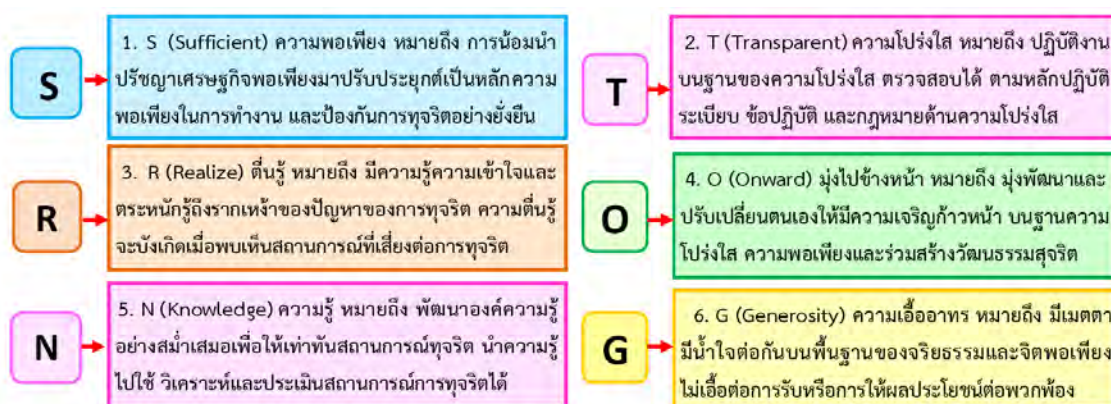 S
1. S (Sufficient) ความพอเพียง หมายถึง การน้อมนำ
ปรัชญาเศรษฐกิจพอเพียงมาปรับประยุกต์เป็นหลักความ
พอเพียงในการทำงาน และป้องกันการทุจริตอย่างยั่งยืน
T
2. T (Transparent) ความโปร่งใส หมายถึง ปฏิบัติงาน
บนฐานของความโปร่งใส ตรวจสอบได้ ตามหลักปฏิบัติ
ระเบียบ ข้อปฏิบัติ และกฎหมายด้านความโปร่งใส
R
3. R (Realize) ตื่นรู้ หมายถึง มีความรู้ความเข้าใจและ
ตระหนักรู้ถึงรากเหง้าของปัญหาของการทุจริต ความตื่นรู้
จะบังเกิดเมื่อพบเห็นสถานการณ์ที่เสี่ยงต่อการทุจริต
O
4. O (Onward) มุ่งไปข้างหน้า หมายถึง มุ่งพัฒนาและ
ปรับเปลี่ยนตนเองให้มีความเจริญก้าวหน้า บนฐานความ
โปร่งใส ความพอเพียงและร่วมสร้างวัฒนธรรมสุจริต
N
5. N (Knowledge) ความรู้ หมายถึง พัฒนาองค์ความรู้
อย่างสม่ำเสมอเพื่อให้เท่าทันสถานการณ์ทุจริต นำความรู้
ไปใช้ วิเคราะห์และประเมินสถานการณ์การทุจริตได้
G
6. G (Generosity) ความเอื้ออาทร หมายถึง มีเมตตา
มีน้ำใจต่อกันบนพื้นฐานของจริยธรรมและจิตพอเพียง
ไม่เอื้อต่อการรับหรือการให้ผลประโยชน์ต่อพวกพ้อง